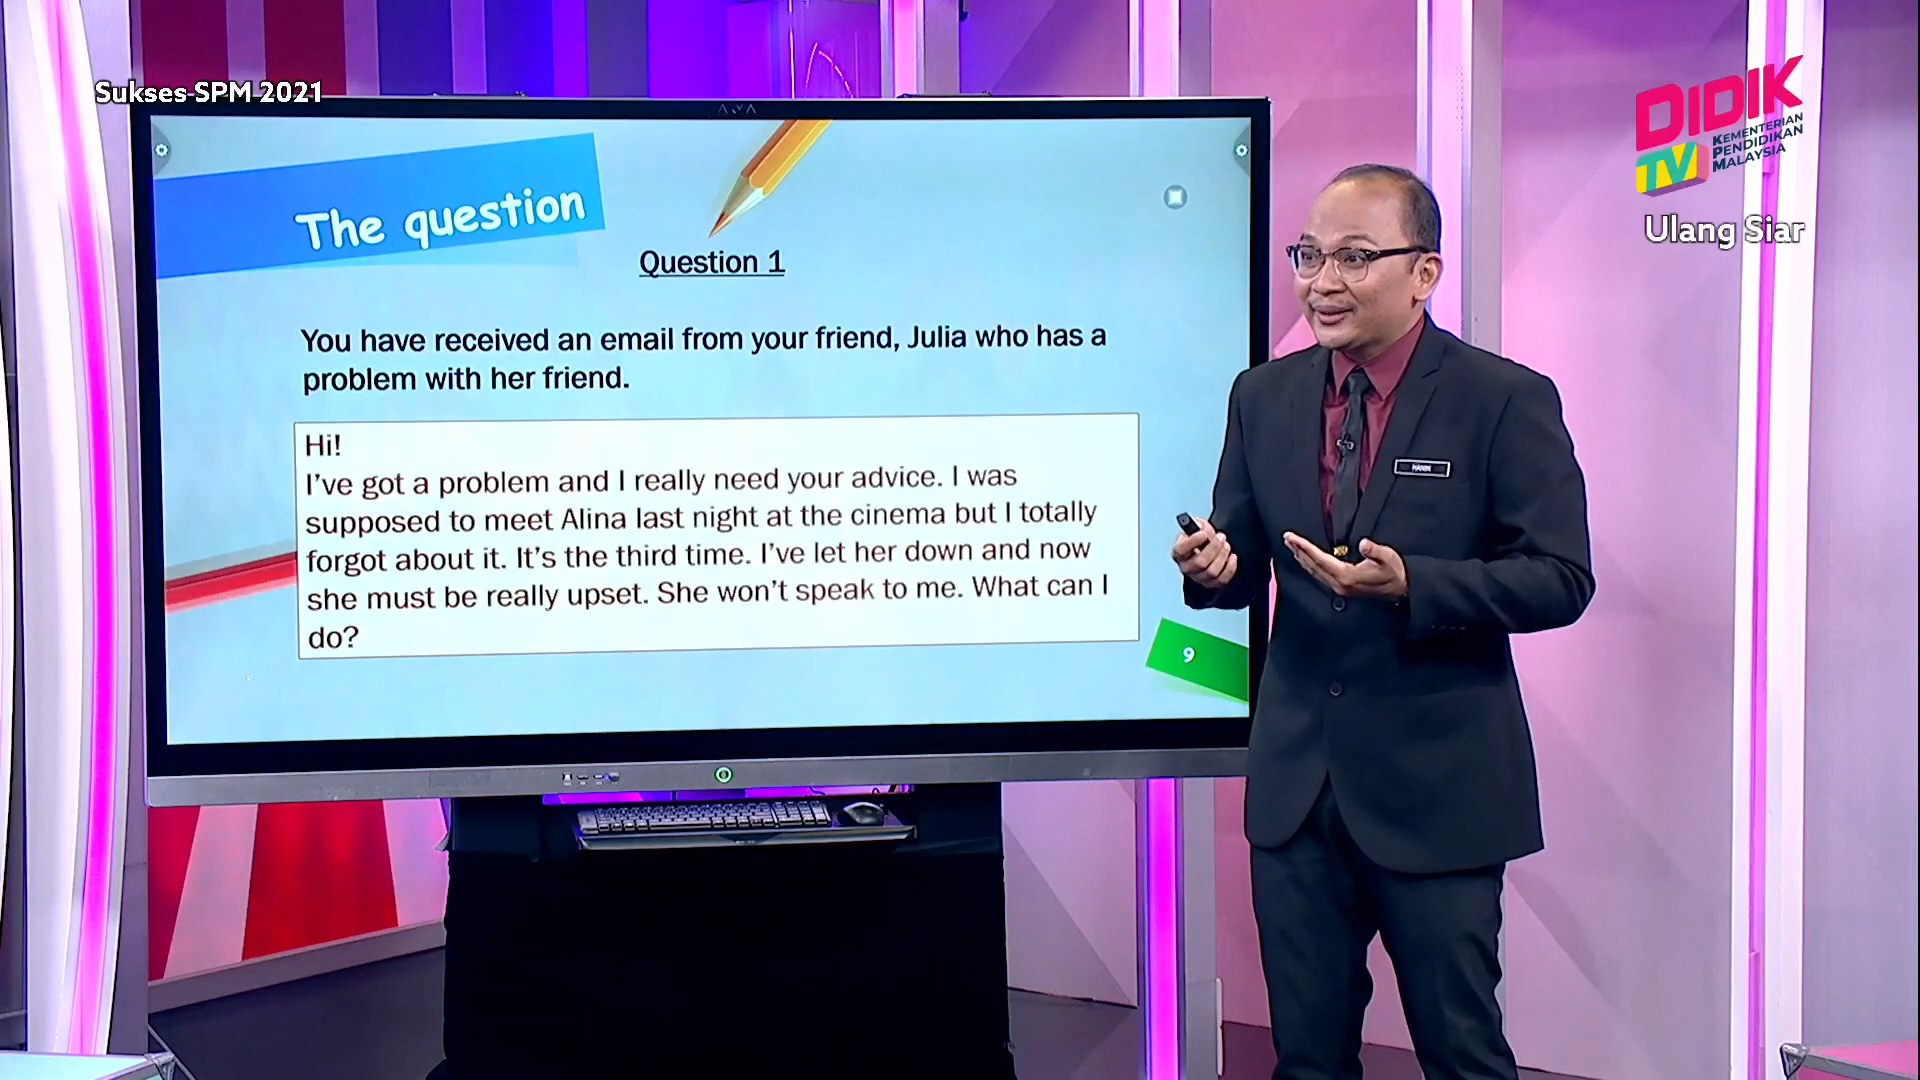 Sukses SPM 2021
DIDIK
TV
KEMENTERIAN
PENDIDIKAN
MALAYSIA
Ulang Siar
The question
Question 1
You have received an email from your friend, Julia who has a
problem with her friend.
Hi!
I've got a problem and I really need your advice. I was
supposed to meet Alina last night at the cinema but I totally
forgot about it. It's the third time. I've let her down and now
she must be really upset. She won't speak to me. What can I
do?
9